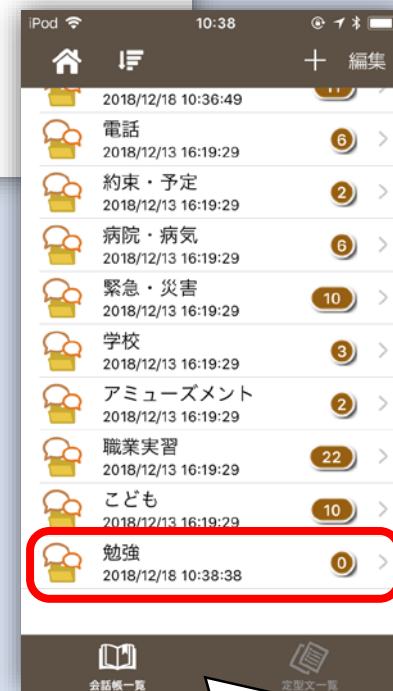 iPod 10:38
編集
11
2018/12/18 10:36:49
電話
2018/12/13 16:19:29
6
約束・予定
2018/12/13 16:19:29
2
病院・病気
2018/12/13 16:19:29
6
緊急・災害
2018/12/13 16:19:29
10
学校
2018/12/13 16:19:29
3
アミューズメント
2018/12/13 16:19:29
2
職業実習
2018/12/13 16:19:29
22
こども
2018/12/13 16:19:29
10
勉強
2018/12/18 10:38:38
0
会話帳一覧
定型文一覧